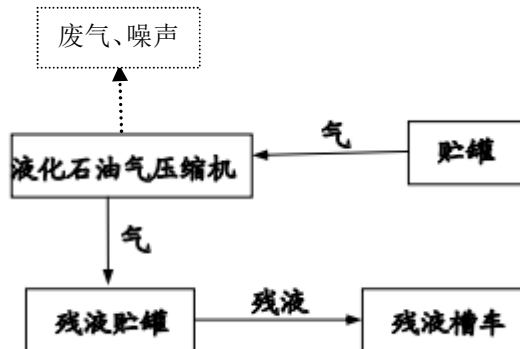 废气、噪声
气
贮罐
液化石油气压缩机
气
残液
残液贮罐
残液槽车